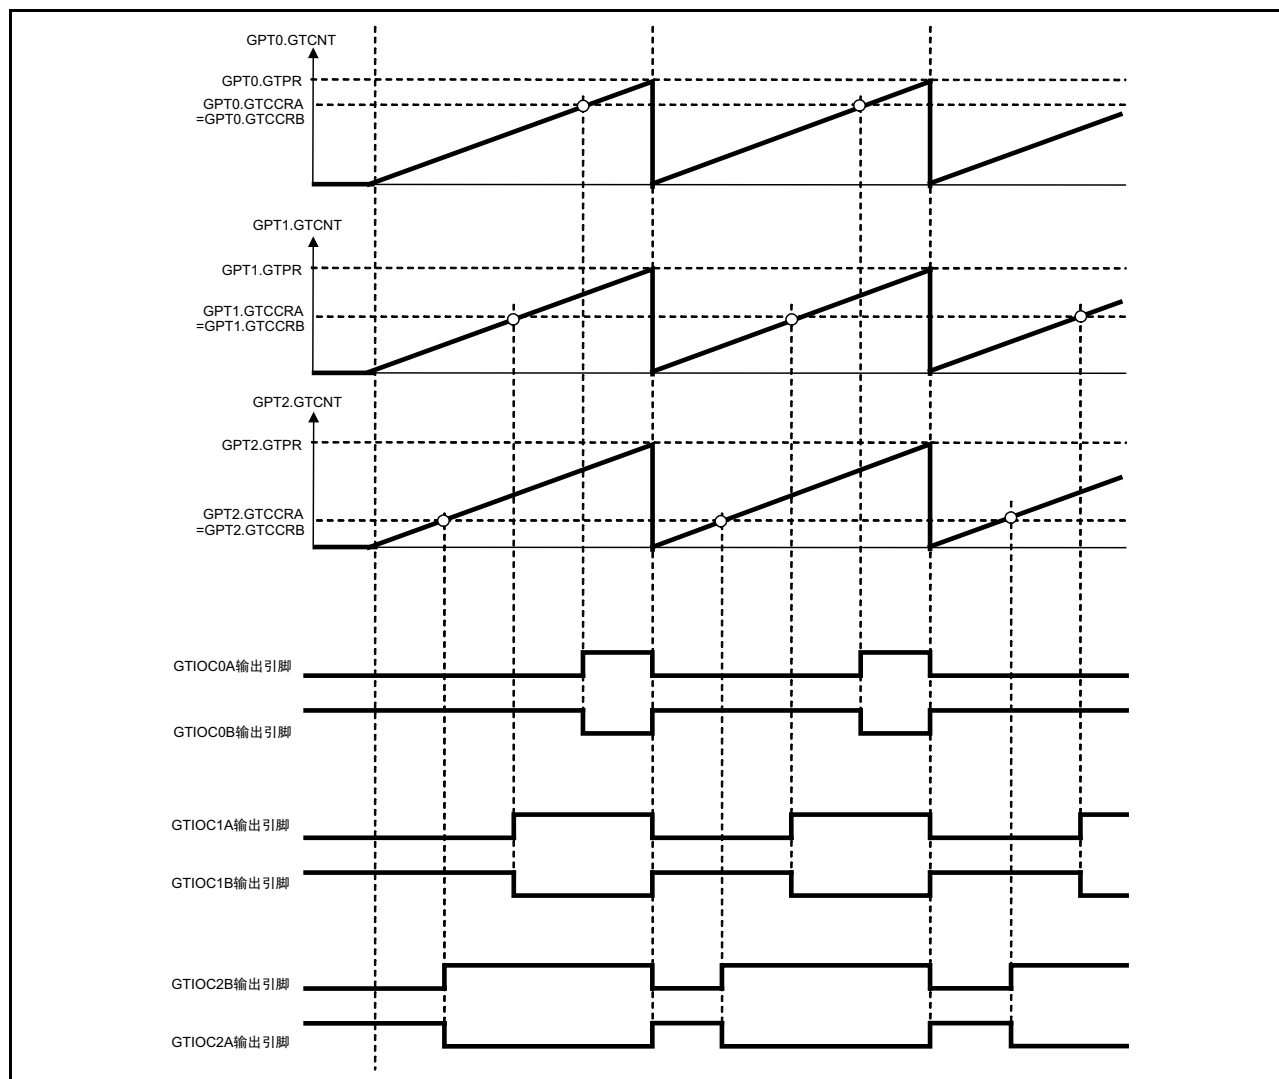 GPT0.GTCNT
GPT0.GTPR
GPT0.GTCCRA
=GPT0.GTCCRB
GPT1.GTCNT
GPT1.GTPR
GPT1.GTCCRA
=GPT1.GTCCRB
GPT2.GTCNT
GPT2.GTPR
GPT2.GTCCRA
=GPT2.GTCCRB
GTIOC0A输出引脚
GTIOC0B输出引脚
GTIOC1A输出引脚
GTIOC1B输出引脚
GTIOC2B输出引脚
GTIOC2A输出引脚